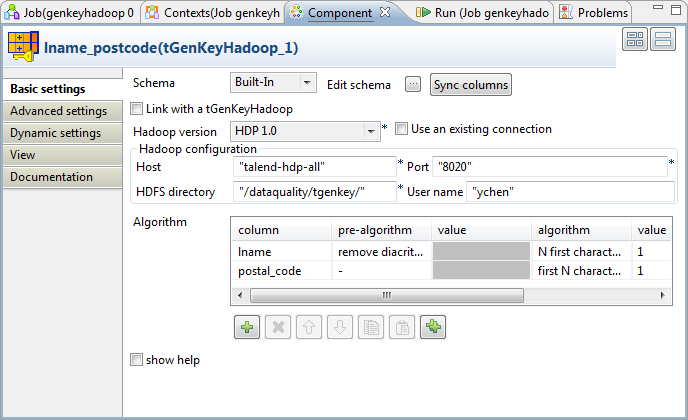 Job(genkeyhadoop 0 Contexts(Job genkeyh Component Run (Job genkeyhado Problems
lname_postcode(tGenKeyHadoop_1)
Basic settings
Advanced settings
Dynamic settings
View
Documentation
Schema Built-In Edit schema ... Sync columns
Link with a tGenKeyHadoop
Hadoop version HDP 1.0 * Use an existing connection
Hadoop configuration
Host "talend-hdp-all" * Port "8020" *
HDFS directory "/dataquality/tgenkey/" * User name "ychen"
Algorithm
column pre-algorithm value algorithm value
lname remove diacrit... N first charact... 1
postal_code - first N charact... 1
show help